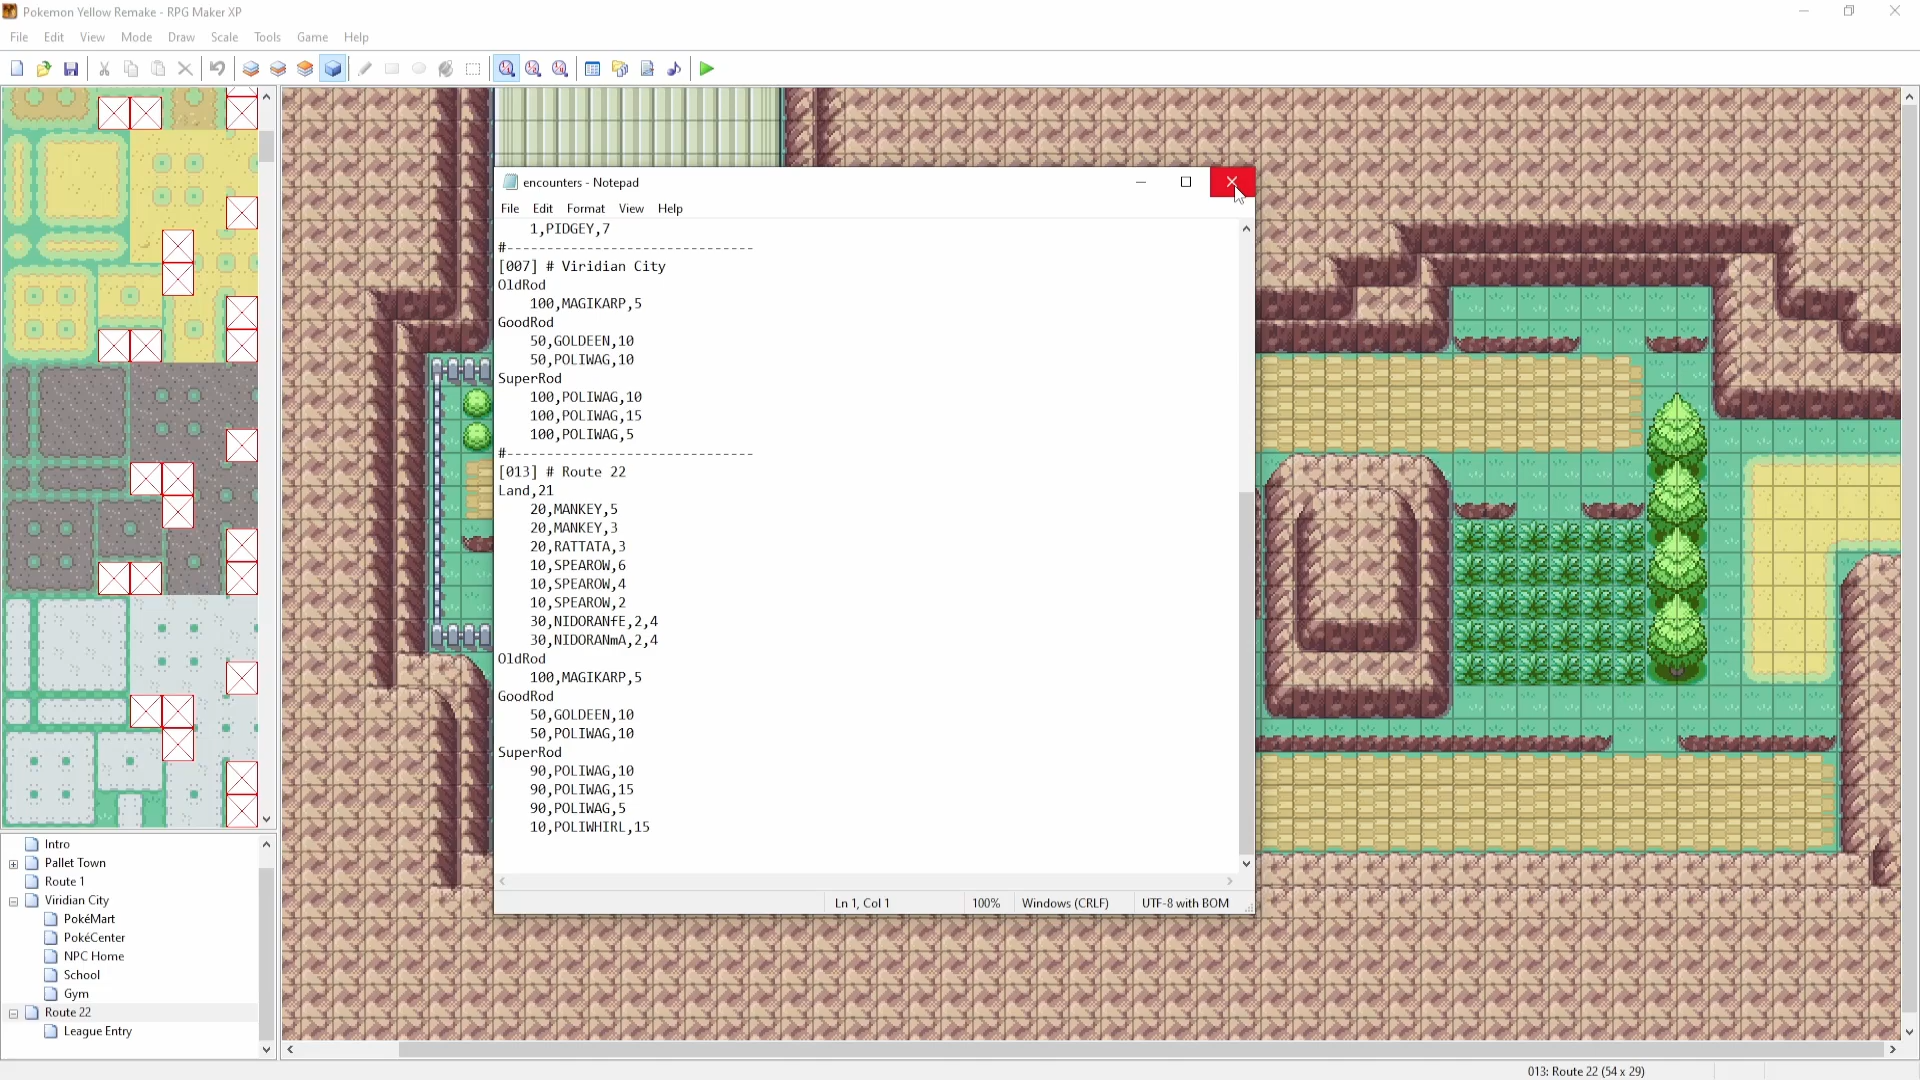 Pokemon Yellow Remake - RPG Maker XP
File Edit View Mode Draw Scale Tools Game Help
encounters - Notepad
File Edit Format View Help
1,PIDGEY,7
#-------------------------------
[007] # Viridian City
OldRod
100,MAGIKARP,5
GoodRod
50,GOLDEEN,10
50,POLIWAG,10
SuperRod
100,POLIWAG,10
100,POLIWAG,15
100,POLIWAG,5
#-------------------------------
[013] # Route 22
Land,21
20,MANKEY,5
20,MANKEY,3
20,RATTATA,3
10,SPEAROW,6
10,SPEAROW,4
10,SPEAROW,2
30,NIDORANfE,2,4
30,NIDORANmA,2,4
OldRod
100,MAGIKARP,5
GoodRod
50,GOLDEEN,10
50,POLIWAG,10
SuperRod
90,POLIWAG,10
90,POLIWAG,15
90,POLIWAG,5
10,POLIWHIRL,15
Ln 1, Col 1 100% Windows (CRLF) UTF-8 with BOM
Intro
Pallet Town
Route 1
Viridian City
PokéMart
PokéCenter
NPC Home
School
Gym
Route 22
League Entry
013: Route 22 (54 x 29)